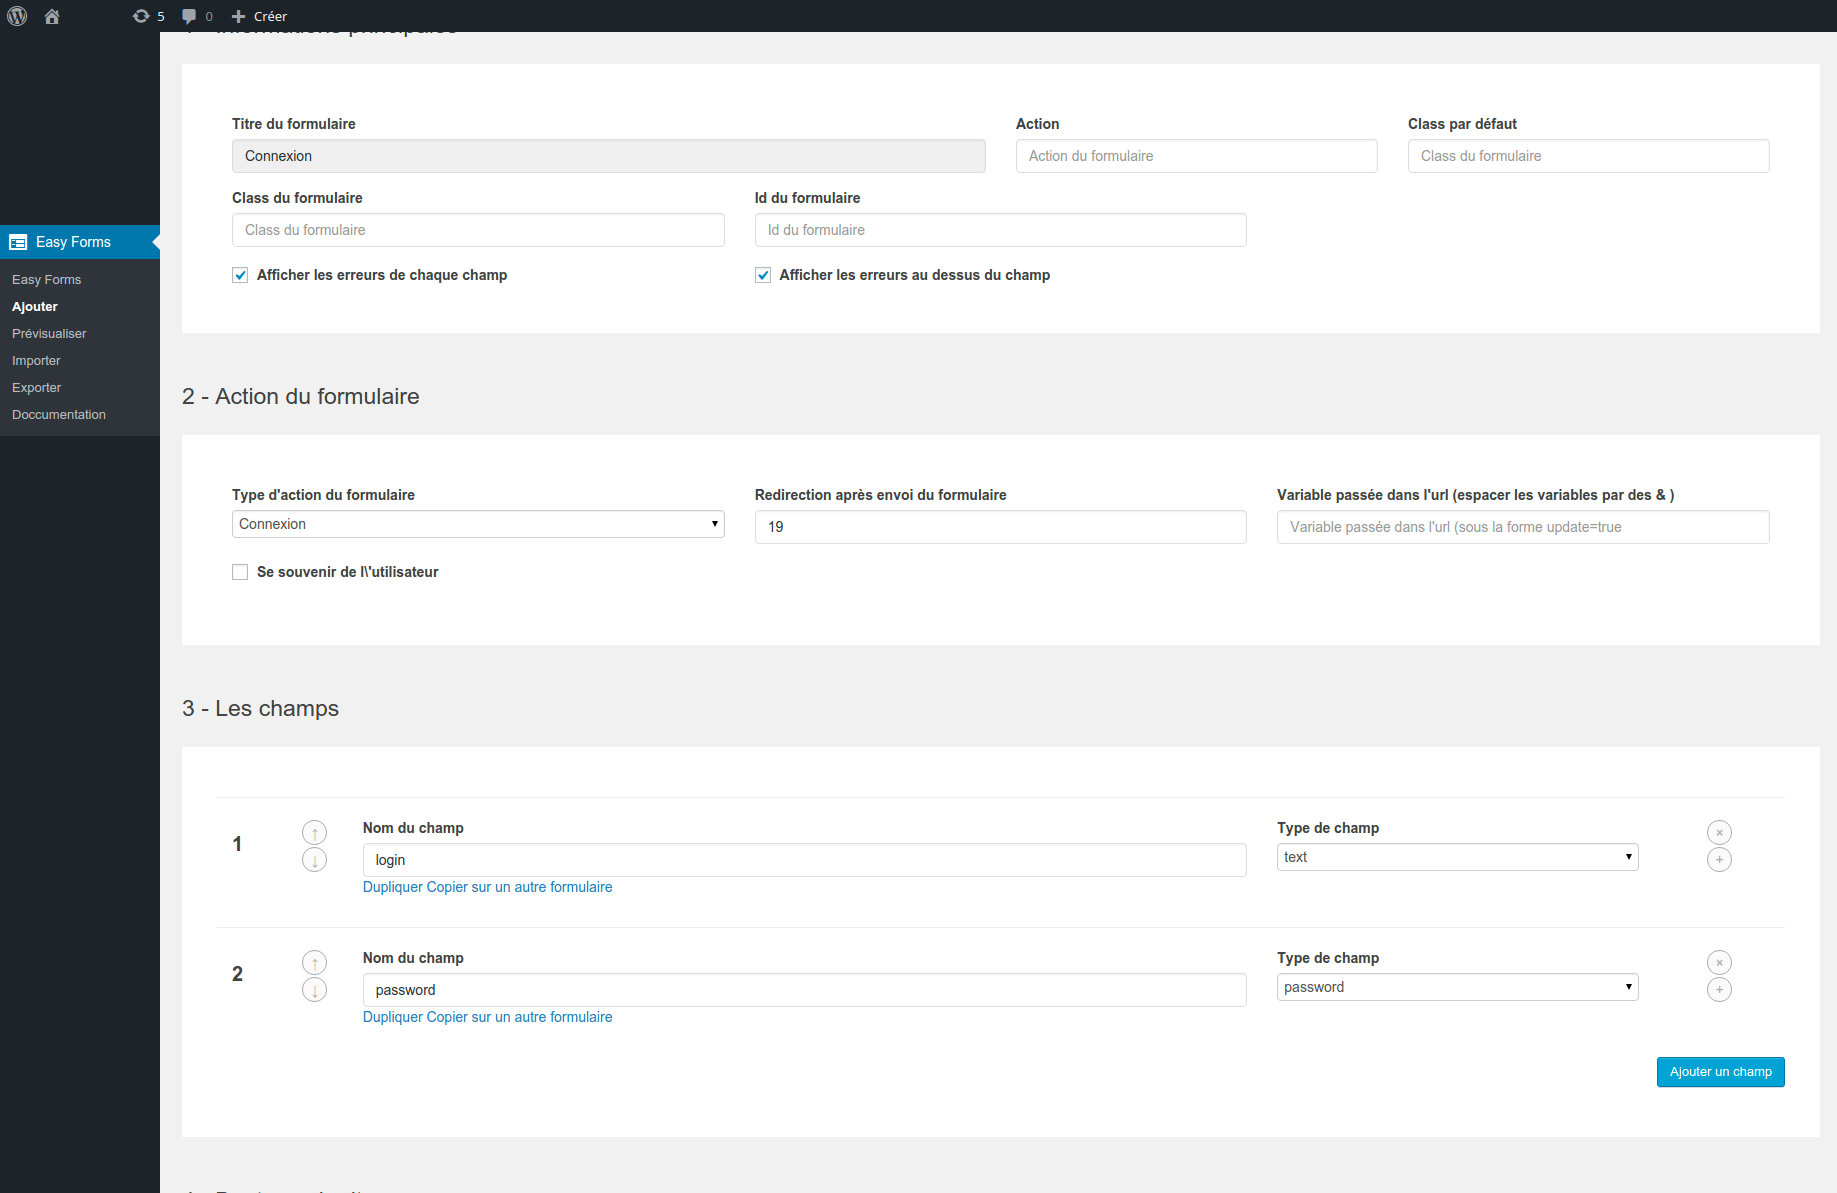 5 0 Créer
Titre du formulaire Action Class par défaut
Connexion Action du formulaire Class du formulaire
Class du formulaire Id du formulaire
Class du formulaire Id du formulaire
Afficher les erreurs de chaque champ Afficher les erreurs au dessus du champ
Easy Forms
Easy Forms
Ajouter
Prévisualiser
Importer
Exporter
Doccumentation
2 - Action du formulaire
Type d'action du formulaire Redirection après envoi du formulaire Variable passée dans l'url (espacer les variables par des & )
Connexion 19 Variable passée dans l'url (sous la forme update=true
Se souvenir de l\'utilisateur
3 - Les champs
1 Nom du champ Type de champ
login text
Dupliquer Copier sur un autre formulaire
2 Nom du champ Type de champ
password password
Dupliquer Copier sur un autre formulaire
Ajouter un champ